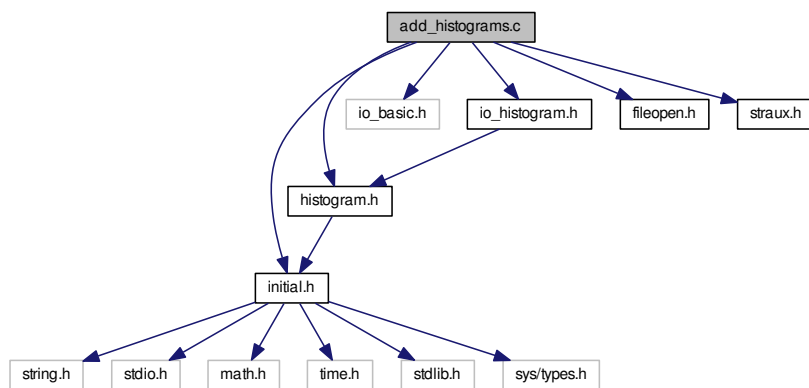 add_histograms.c
io_basic.h
io_histogram.h
fileopen.h
straux.h
histogram.h
initial.h
string.h
stdio.h
math.h
time.h
stdlib.h
sys/types.h